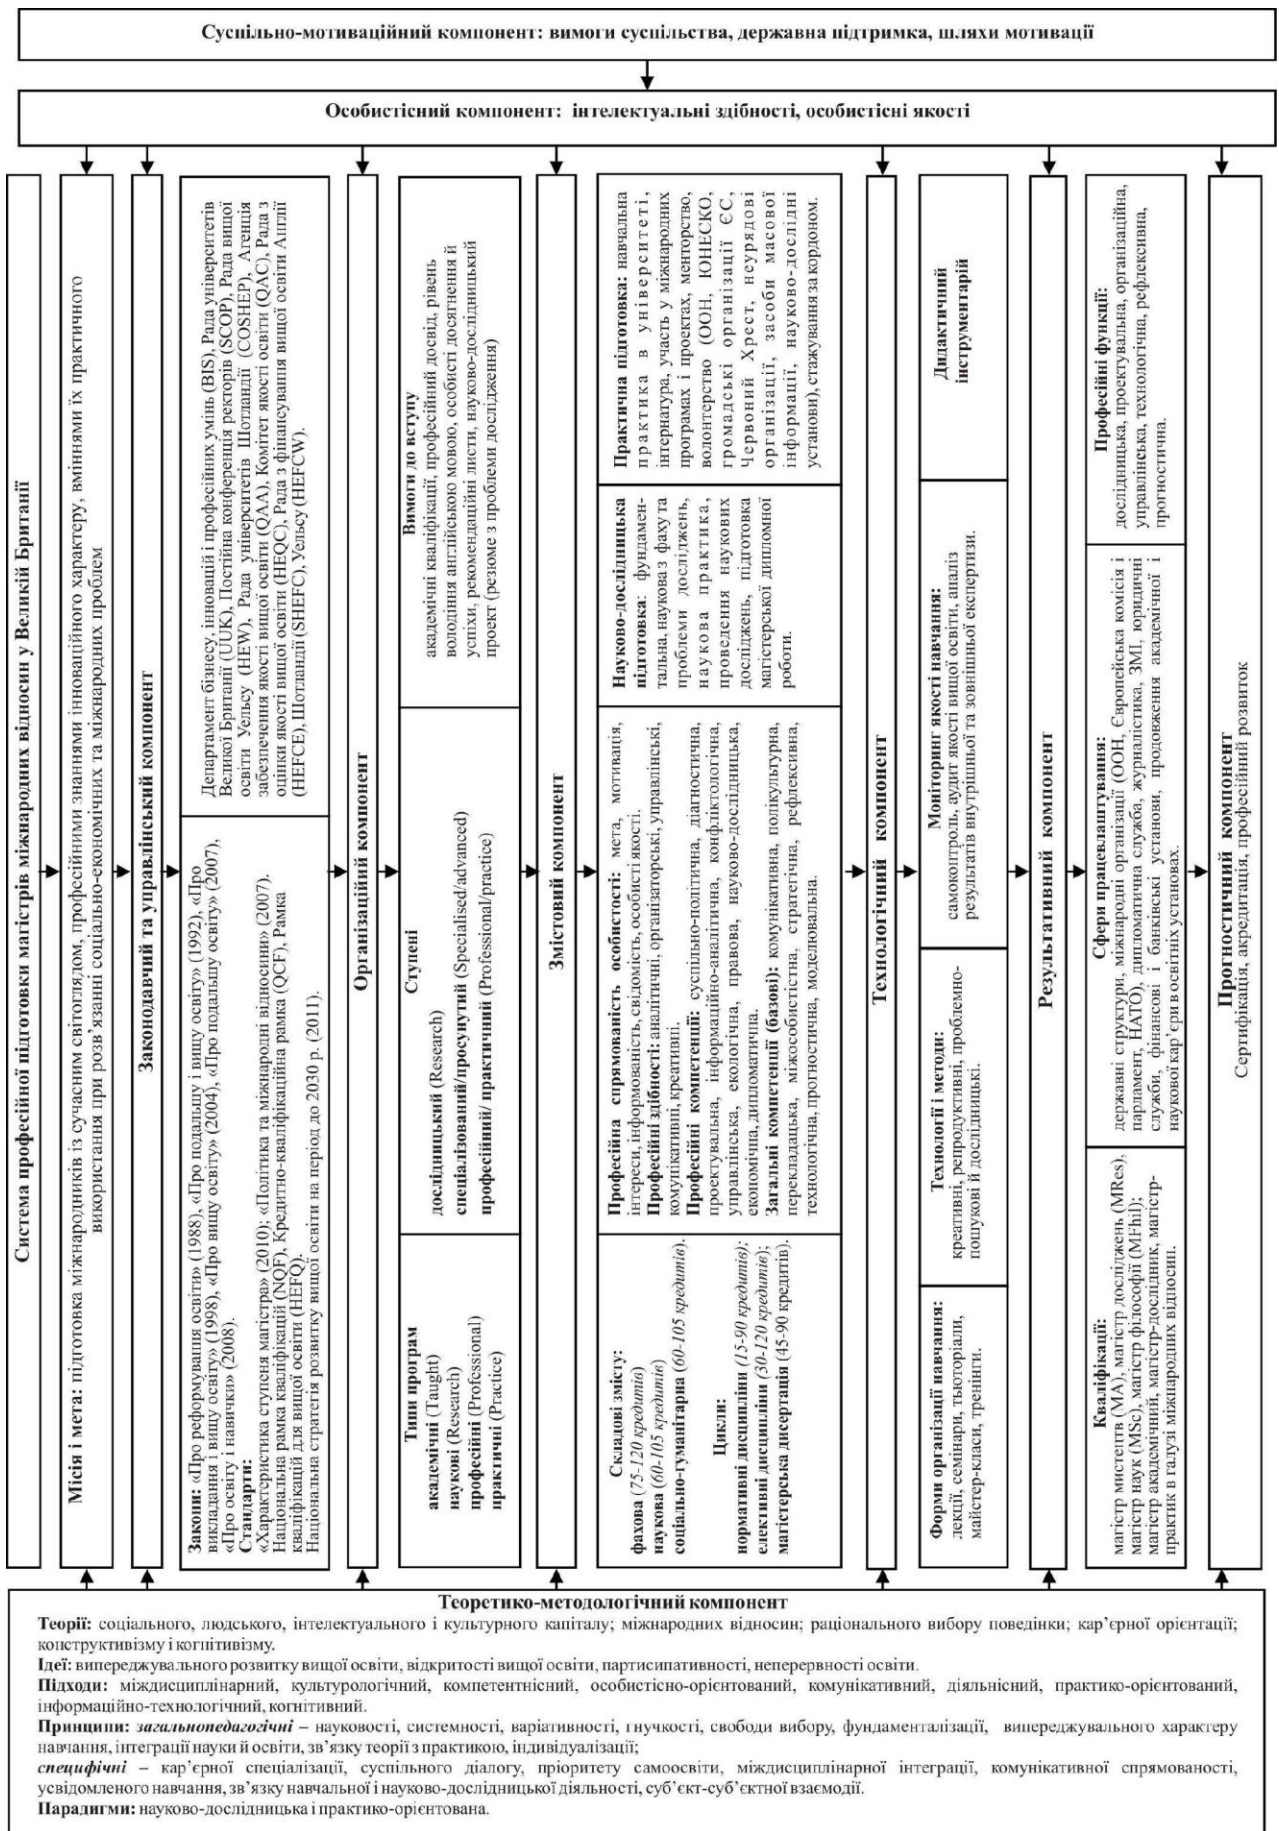 Суспільно-мотиваційний компонент: вимоги суспільства, державна підтримка, шляхи мотивації
Особистісний компонент: інтелектуальні здібності, особистісні якості
Система професійної підготовки магістрів міжнародних відносин у Великій Британії
Місія і мета: підготовка міжнародників із сучасним світоглядом, професійними знаннями інноваційного характеру, вміннями їх практичного
використання при розв’язанні соціально-економічних та міжнародних проблем
Законодавчий та управлінський компонент
Закони: «Про реформування освіти» (1988), «Про подальшу і вищу освіту» (1992), «Про
викладання і вищу освіту» (1998), «Про вищу освіту» (2004), «Про подальшу освіту» (2007),
«Про освіту і навички» (2008).
Стандарти:
«Характеристика ступеня магістра» (2010); «Політика та міжнародні відносини» (2007),
Національна рамка кваліфікацій (NQF), Кредитно-кваліфікаційна рамка (QCF), Рамка
кваліфікацій для вищої освіти (HEFQ).
Національна стратегія розвитку вищої освіти на період до 2030 р. (2011).
Департамент бізнесу, інновацій і професійних умінь (BIS), Рада університетів
Великої Британії (UUK), Постійна конференція ректорів (SCOP), Рада вищої
освіти Уельсу (HEW), Рада університетів Шотландії (COSHEP), Агенція
забезпечення якості вищої освіти (QAA), Комітет якості освіти (QAC), Рада з
оцінки якості вищої освіти (HEQC), Рада з фінансування вищої освіти Англії
(HEFCE), Шотландії (SHEFC), Уельсу (HEFCW).
Організаційний компонент
Типи програм
академічні (Taught)
наукові (Research)
професійні (Professional)
практичні (Practice)
Ступені
дослідницький (Research)
спеціалізований/просунутий (Specialised/advanced)
професійний/ практичний (Professional/practice)
Вимоги до вступу
академічні кваліфікації, професійний досвід, рівень
володіння англійською мовою, особисті досягнення й
успіхи, рекомендаційні листи, науково-дослідницький
проект (резюме з проблеми дослідження)
Змістовий компонент
Складові змісту:
фахова (75-120 кредитів)
наукова (60-105 кредитів)
соціально-гуманітарна (60-105 кредитів).
Цикли:
нормативні дисципліни (15-90 кредитів);
елективні дисципліни (30-120 кредитів);
магістерська дисертація (45-90 кредитів).
Професійна спрямованість особистості: мета, мотивація,
інтереси, інформованість, свідомість, особисті якості.
Професійні здібності: аналітичні, організаторські, управлінські,
комунікативні, креативні.
Професійні компетенції: суспільно-політична, діагностична,
проектувальна, інформаційно-аналітична, конфліктологічна,
управлінська, екологічна, правова, науково-дослідницька,
економічна, дипломатична.
Загальні компетенції (базові): комунікативна, полікультурна,
перекладацька, міжособистістна, стратегічна, рефлексивна,
технологічна, прогностична, моделювальна.
Науково-дослідницька
підготовка: фундамен-
тальна, наукова з фаху та
проблеми досліджень,
наукова практика,
проведення наукових
досліджень, підготовка
магістерської дипломної
роботи.
Практична підготовка: навчальна
практика в університеті,
інтернатура, участь у міжнародних
програмах і проектах, менторство,
волонтерство (ООН, ЮНЕСКО,
громадські організації ЄС,
Червоний Хрест, неурядові
організації, засоби масової
інформації, науково-дослідні
установи), стажування за кордоном.
Технологічний компонент
Форми організації навчання:
лекції, семінари, тьюторіали,
майстер-класи, тренінги.
Технології і методи:
креативні, репродуктивні, проблемно-
пошукові й дослідницькі.
Моніторинг якості навчання:
самоконтроль, аудит якості вищої освіти, аналіз
результатів внутрішньої та зовнішньої експертизи.
Дидактичний
інструментарій
Результативний компонент
Кваліфікації:
магістр мистецтв (MA), магістр досліджень (MRes),
магістр наук (MSc), магістр філософії (MFhil);
магістр академічний, магістр-дослідник, магістр-
практик в галузі міжнародних відносин.
Сфери працевлаштування:
державні структури, міжнародні організації (ООН, Європейська комісія і
парламент, НАТО), дипломатична служба, журналістика, ЗМІ, юридичні
служби, фінансові і банківські установи, продовження академічної і
наукової кар’єри в освітніх установах.
Професійні функції:
дослідницька, проектувальна, організаційна,
управлінська, технологічна, рефлексивна,
прогностична.
Прогностичний компонент
Сертифікація, акредитація, професійний розвиток
Теоретико-методологічний компонент
Теорії: соціального, людського, інтелектуального і культурного капіталу; міжнародних відносин; раціонального вибору поведінки; кар’єрної орієнтації;
конструктивізму і когнітивізму.
Ідеї: випереджувального розвитку вищої освіти, відкритості вищої освіти, партисипативності, неперервності освіти.
Підходи: міждисциплінарний, культурологічний, компетентнісний, особистісно-орієнтований, комунікативний, діяльнісний, практико-орієнтований,
інформаційно-технологічний, когнітивний.
Принципи: загальнопедагогічні – науковості, системності, варіативності, гнучкості, свободи вибору, фундаменталізації, випереджувального характеру
навчання, інтеграції науки й освіти, зв’язку теорії з практикою, індивідуалізації;
специфічні – кар’єрної спеціалізації, суспільного діалогу, пріоритету самоосвіти, міждисциплінарної інтеграції, комунікативної спрямованості,
усвідомленого навчання, зв’язку навчальної і науково-дослідницької діяльності, суб’єкт-суб’єктної взаємодії.
Парадигми: науково-дослідницька і практико-орієнтована.